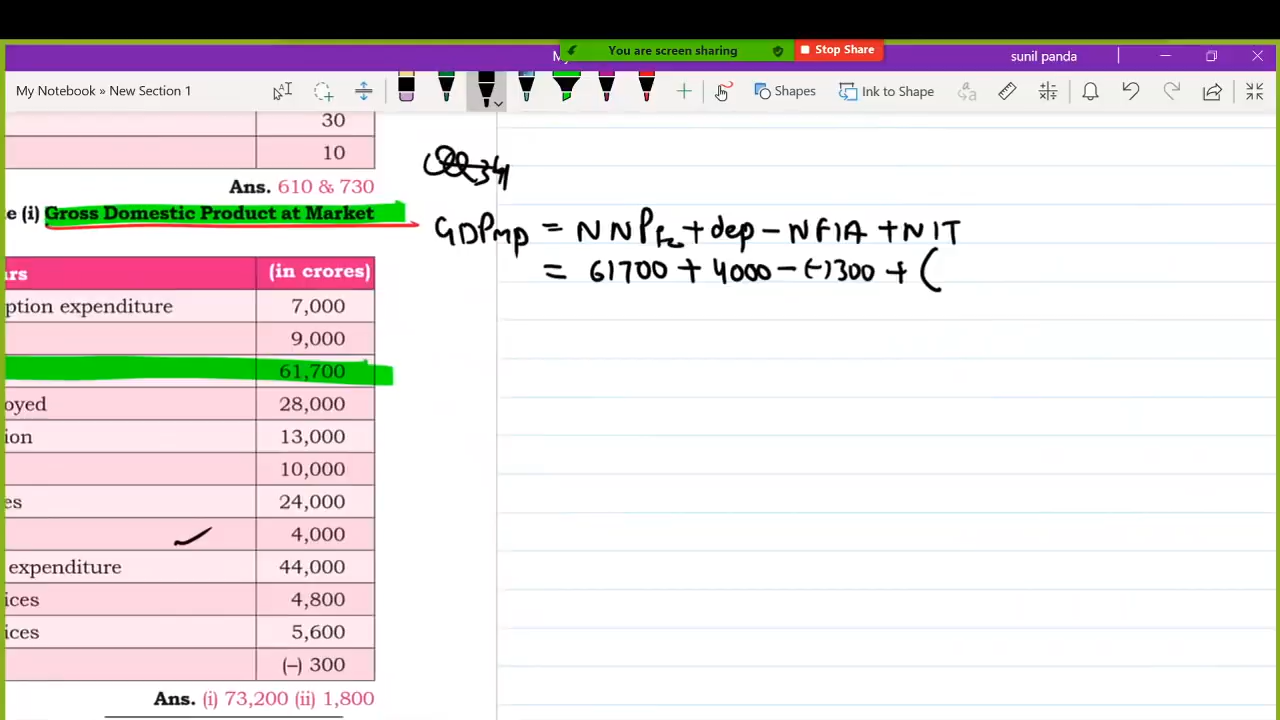 You are screen sharing
Stop Share
My
sunil panda
My Notebook » New Section 1
Shapes
Ink to Shape
30
10
Ans. 610 & 730
e (i) Gross Domestic Product at Market
rs (in crores)
ption expenditure 7,000
9,000
61,700
oyed 28,000
ion 13,000
10,000
es 24,000
4,000
expenditure 44,000
ices 4,800
ices 5,600
(–) 300
Ans. (i) 73,200 (ii) 1,800
GDPMP = NNPFc + dep – NFIA + NIT
= 61700 + 4000 – (–)300 + (